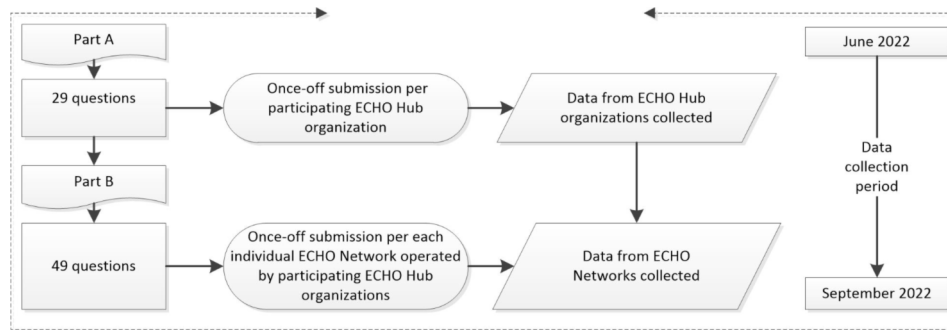 Part A
29 questions
Once-off submission per
participating ECHO Hub
organization
Data from ECHO Hub
organizations collected
Part B
49 questions
Once-off submission per each
individual ECHO Network operated
by participating ECHO Hub
organizations
Data from ECHO
Networks collected
June 2022
Data
collection
period
September 2022